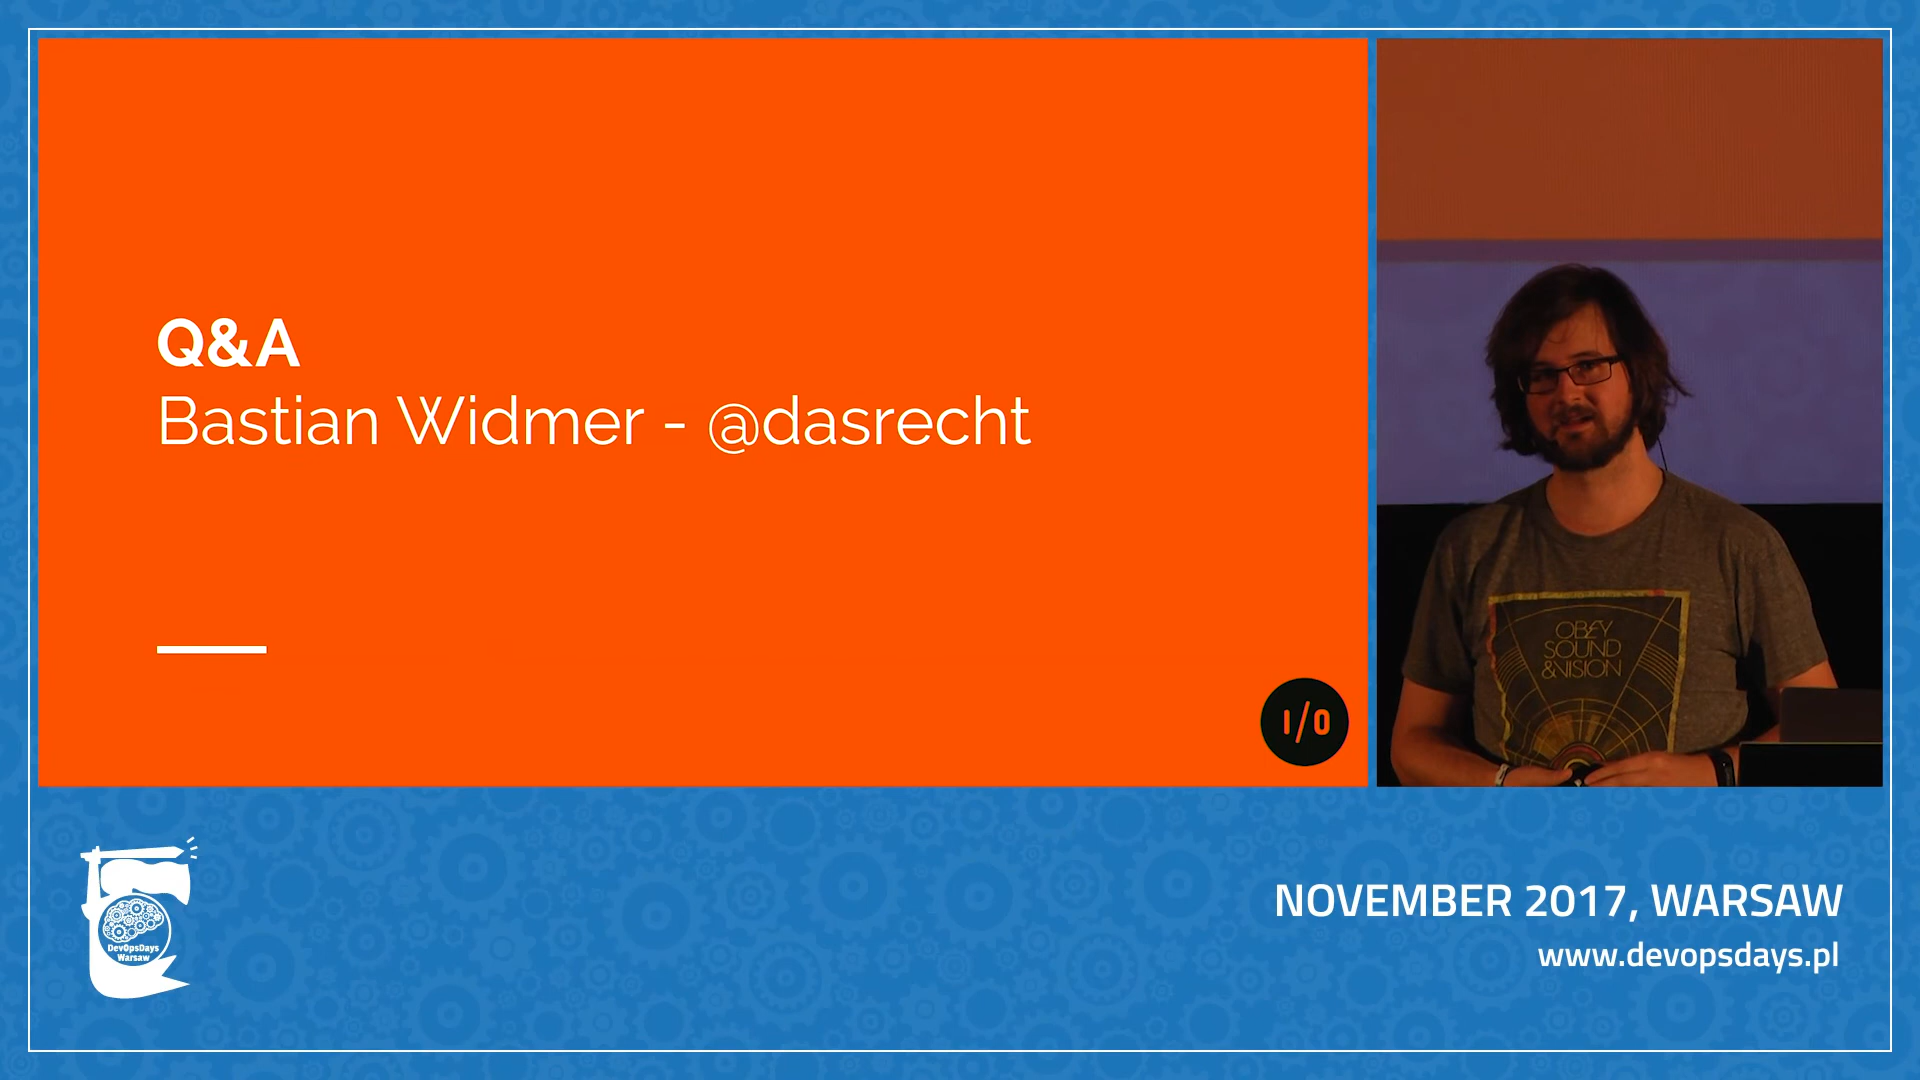 Q&A
Bastian Widmer - @dasrecht
I/O
OBEY
SOUND
&VISION
DevOpsDays
Warsaw
NOVEMBER 2017, WARSAW
www.devopsdays.pl